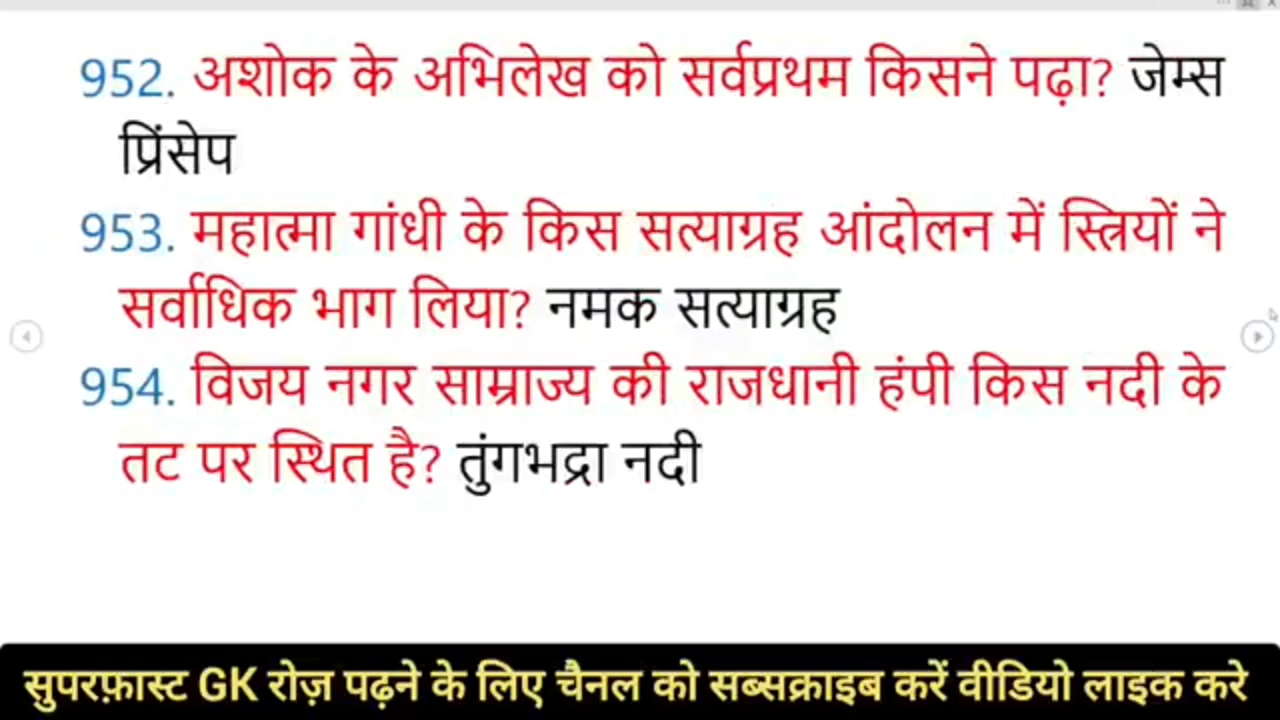 952. अशोक के अभिलेख को सर्वप्रथम किसने पढ़ा? जेम्स
प्रिंसेप
953. महात्मा गांधी के किस सत्याग्रह आंदोलन में स्त्रियों ने
सर्वाधिक भाग लिया? नमक सत्याग्रह
954. विजय नगर साम्राज्य की राजधानी हंपी किस नदी के
तट पर स्थित है? तुंगभद्रा नदी
सुपरफ़ास्ट GK रोज़ पढ़ने के लिए चैनल को सब्सक्राइब करें वीडियो लाइक करे